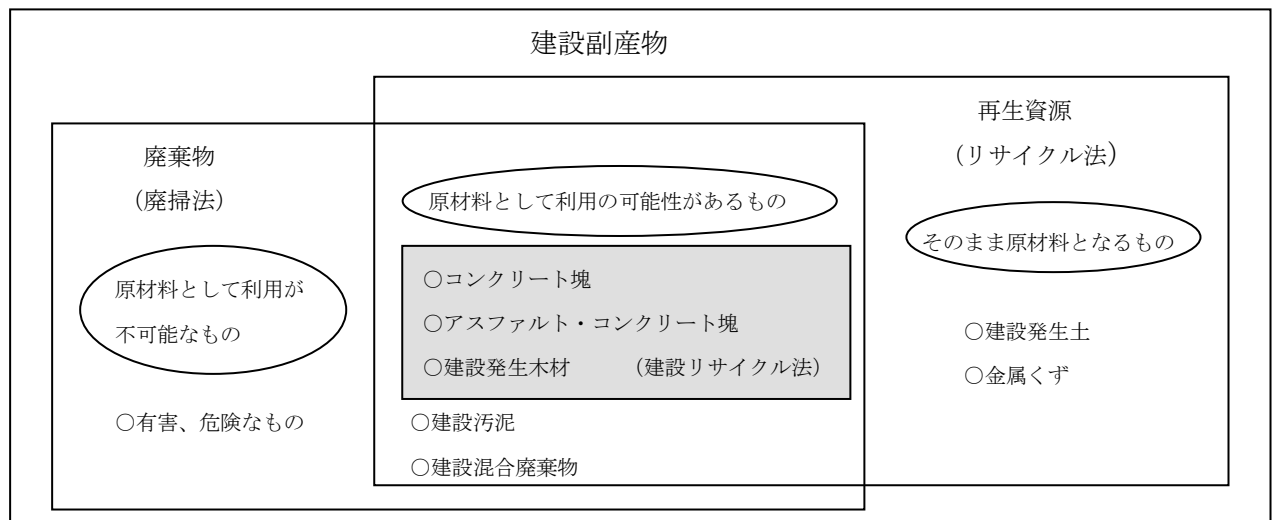 建設副産物
廃棄物
（廃掃法）
原材料として利用が
不可能なもの
○有害、危険なもの
原材料として利用の可能性があるもの
○コンクリート塊
○アスファルト・コンクリート塊
○建設発生木材　　（建設リサイクル法）
○建設汚泥
○建設混合廃棄物
再生資源
（リサイクル法）
そのまま原材料となるもの
○建設発生土
○金属くず